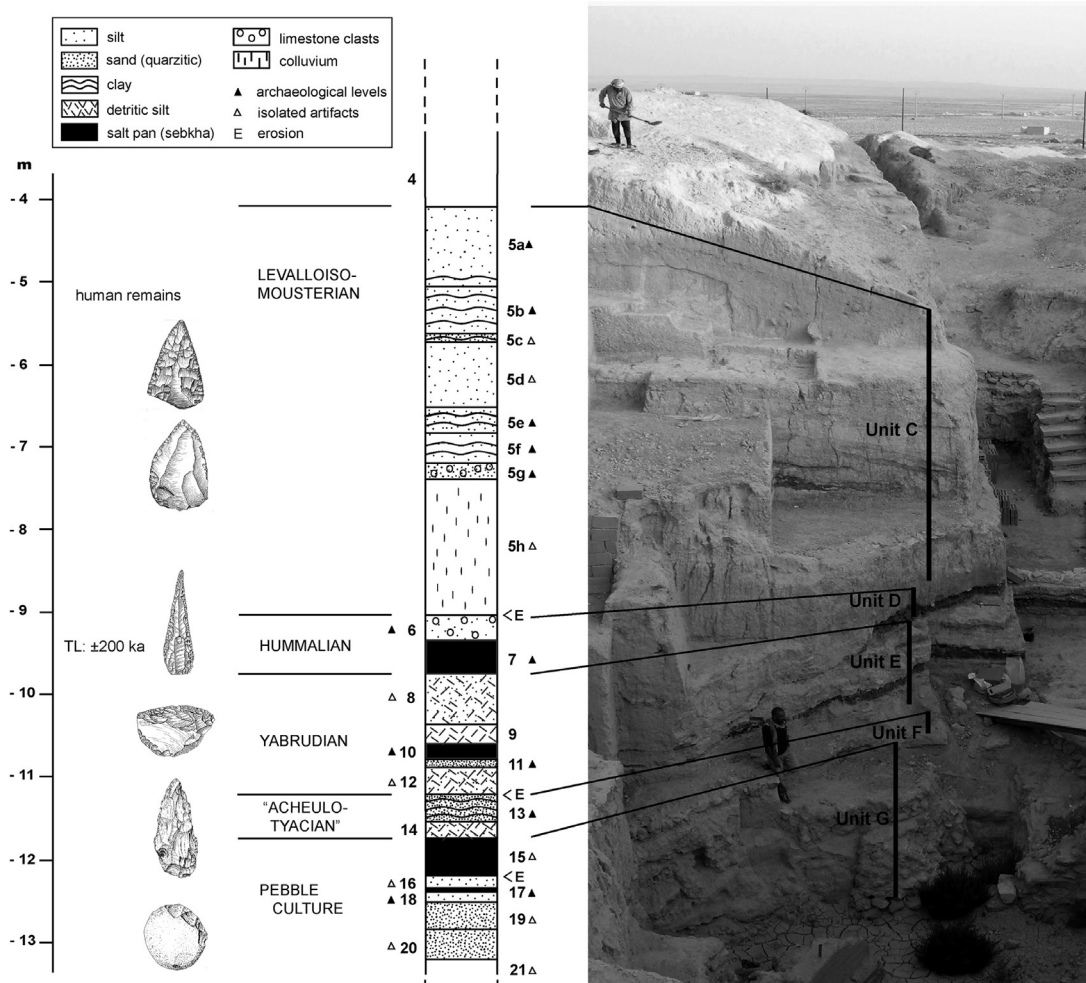 silt
sand (quarzitic)
clay
detritic silt
salt pan (sebkha)
limestone clasts
colluvium
▲ archaeological levels
△ isolated artifacts
E erosion
m
- 4
- 5
- 6
- 7
- 8
- 9
- 10
- 11
- 12
- 13
human remains
TL: ±200 ka
LEVALLOISO-
MOUSTERIAN
HUMMALIAN
YABRUDIAN
"ACHEULO-
TYACIAN"
PEBBLE
CULTURE
4
5a▲
5b▲
5c△
5d△
5e▲
5f▲
5g▲
5h△
<E
▲ 6
7 ▲
△ 8
9
▲10
11▲
△12
<E
13▲
14
15△
<E
△16
17▲
▲18
19△
△20
21△
Unit C
Unit D
Unit E
Unit F
Unit G